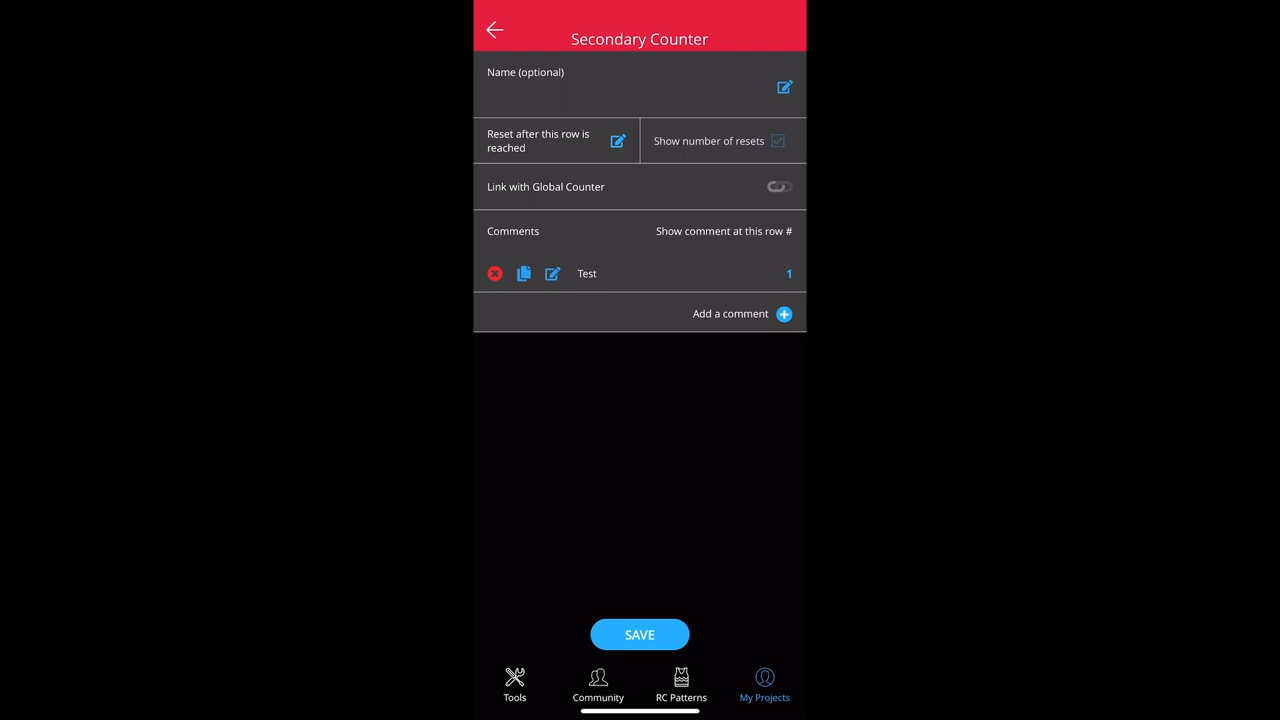 Secondary Counter
Name (optional)
Reset after this row is
reached
Show number of resets
Link with Global Counter
Comments
Show comment at this row #
Test
1
Add a comment
SAVE
Tools
Community
RC Patterns
My Projects